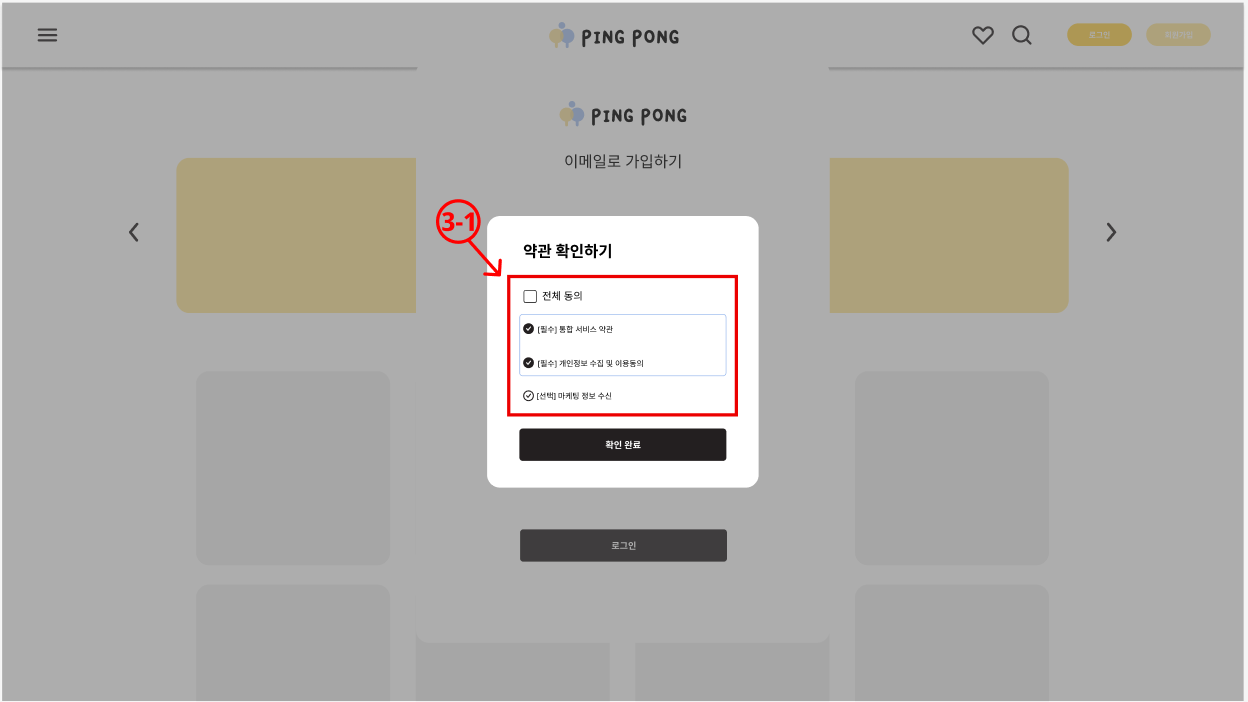 PING PONG
로그인
회원가입
PING PONG
이메일로 가입하기
3-1
약관 확인하기
전체 동의
[필수] 통합 서비스 약관
[필수] 개인정보 수집 및 이용동의
[선택] 마케팅 정보 수신
확인 완료
로그인